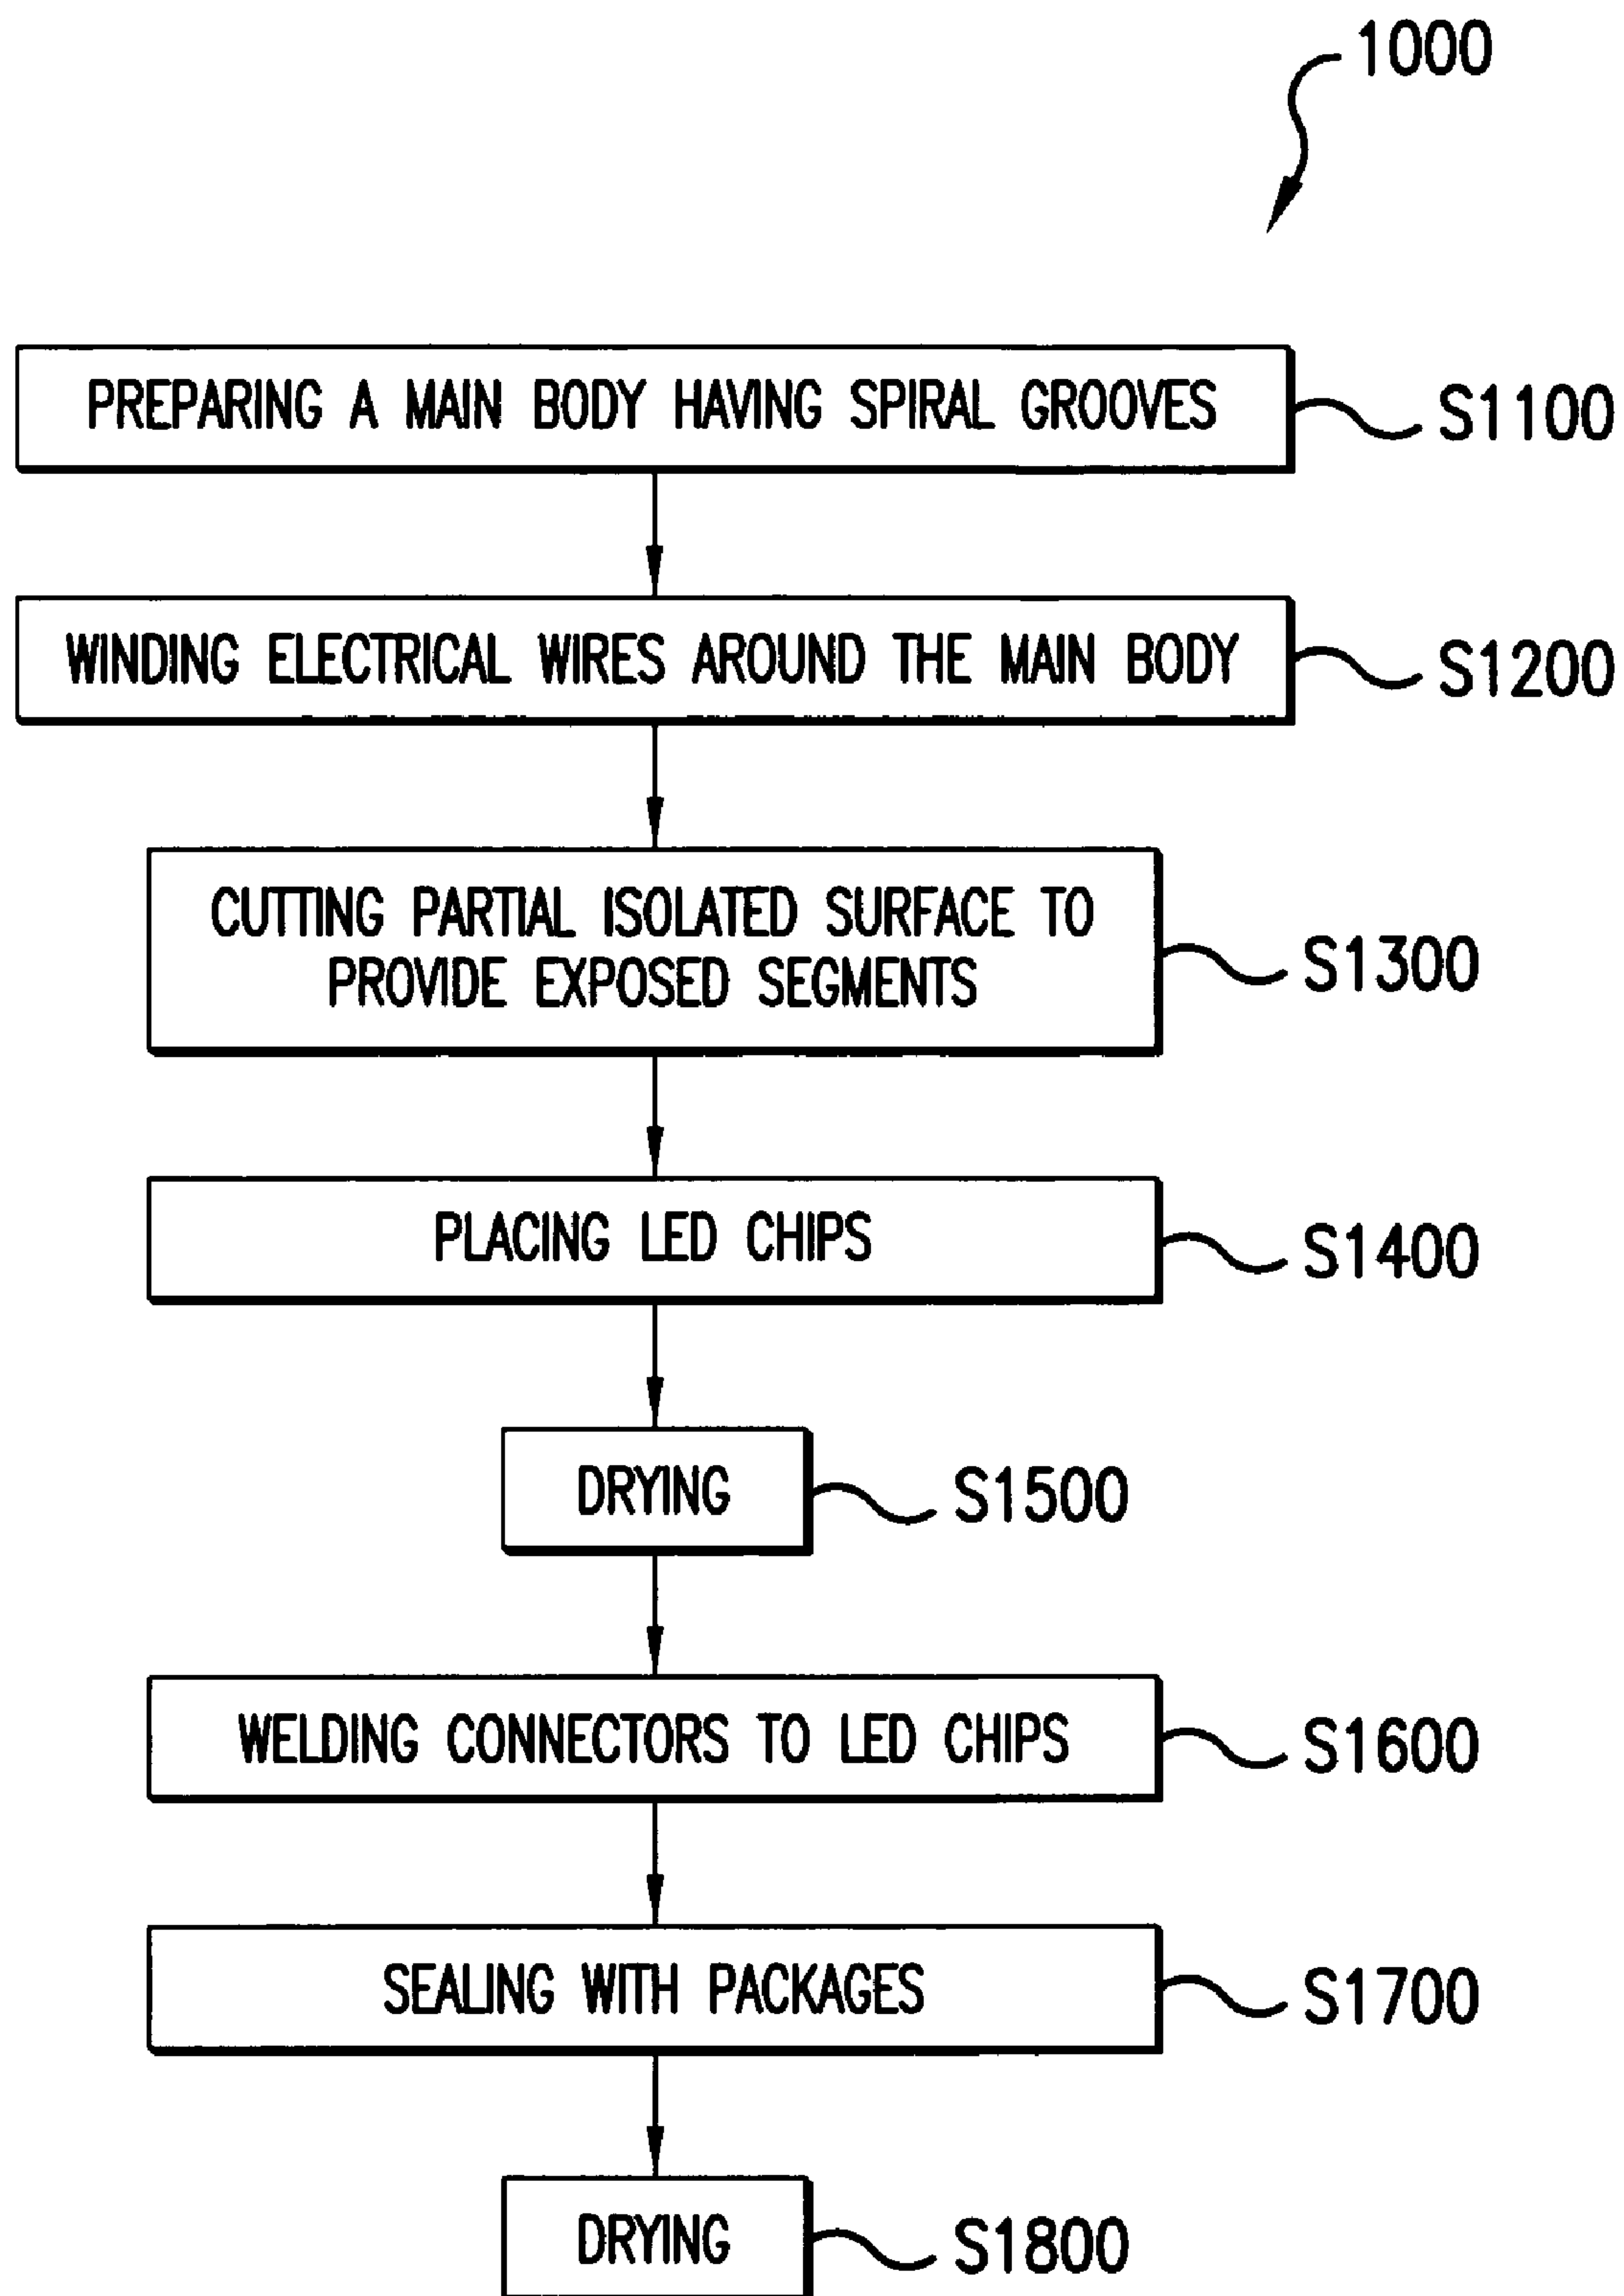 1000
PREPARING A MAIN BODY HAVING SPIRAL GROOVES
S1100
WINDING ELECTRICAL WIRES AROUND THE MAIN BODY
S1200
CUTTING PARTIAL ISOLATED SURFACE TO
PROVIDE EXPOSED SEGMENTS
S1300
PLACING LED CHIPS
S1400
DRYING
S1500
WELDING CONNECTORS TO LED CHIPS
S1600
SEALING WITH PACKAGES
S1700
DRYING
S1800